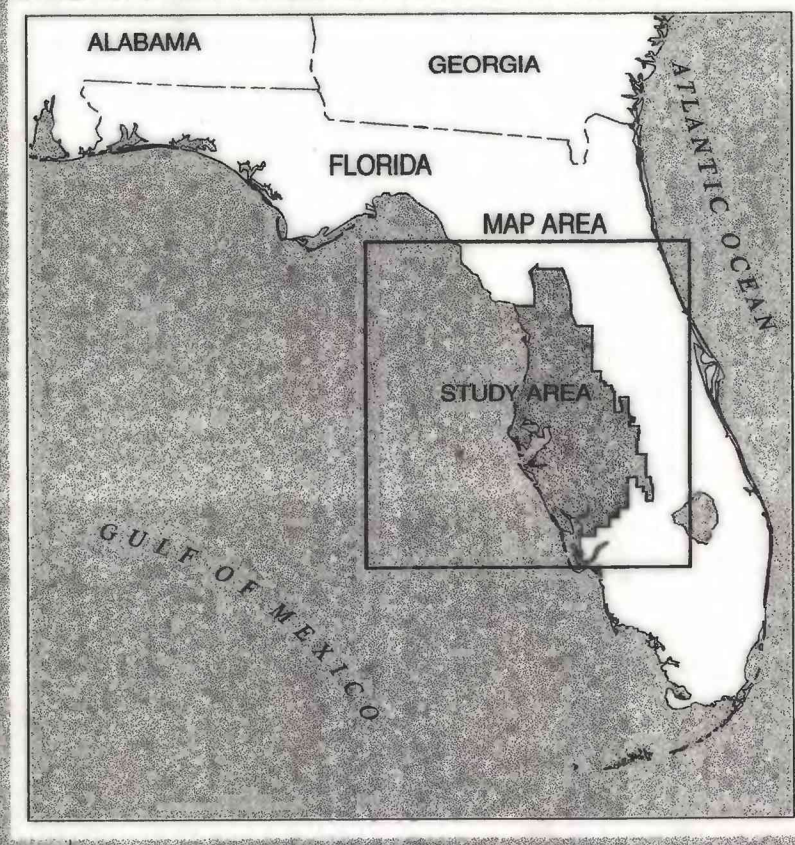 ALABAMA
GEORGIA
ATLANTIC OCEAN
FLORIDA
MAP AREA
STUDY AREA
GULF OF MEXICO